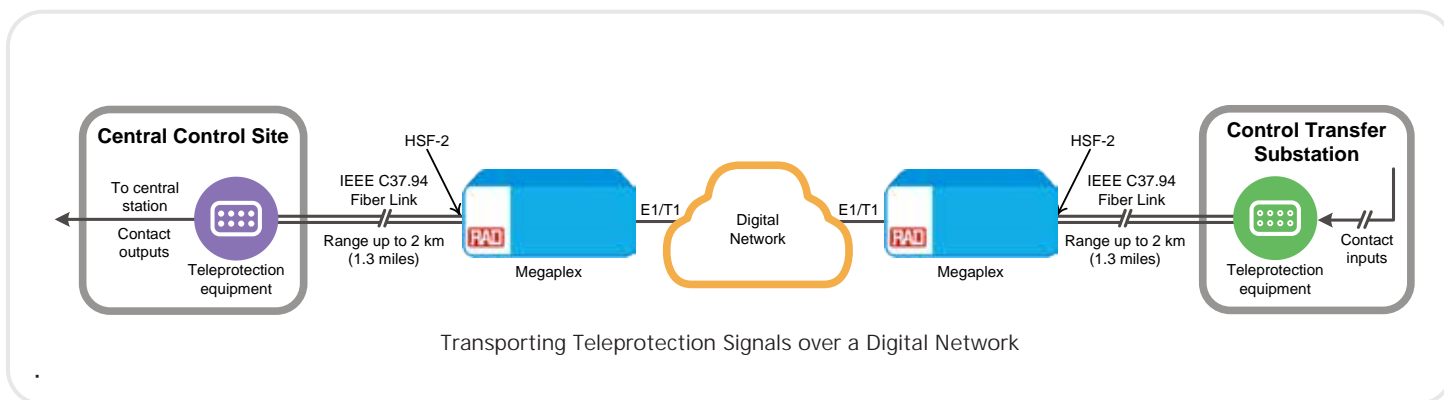 Central Control Site
To central
station
Contact
outputs
Teleprotection
equipment
IEEE C37.94
Fiber Link
Range up to 2 km
(1.3 miles)
HSF-2
RAD
Megaplex
E1/T1
Digital
Network
E1/T1
RAD
Megaplex
HSF-2
IEEE C37.94
Fiber Link
Range up to 2 km
(1.3 miles)
Control Transfer
Substation
Teleprotection
equipment
Contact
inputs
Transporting Teleprotection Signals over a Digital Network
.